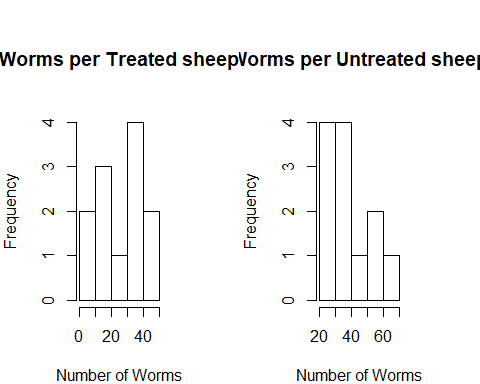 Worms per Treated sheep
Worms per Untreated sheep
Frequency
0
1
2
3
4
0 20 40
Number of Worms
Frequency
0
1
2
3
4
20 40 60
Number of Worms